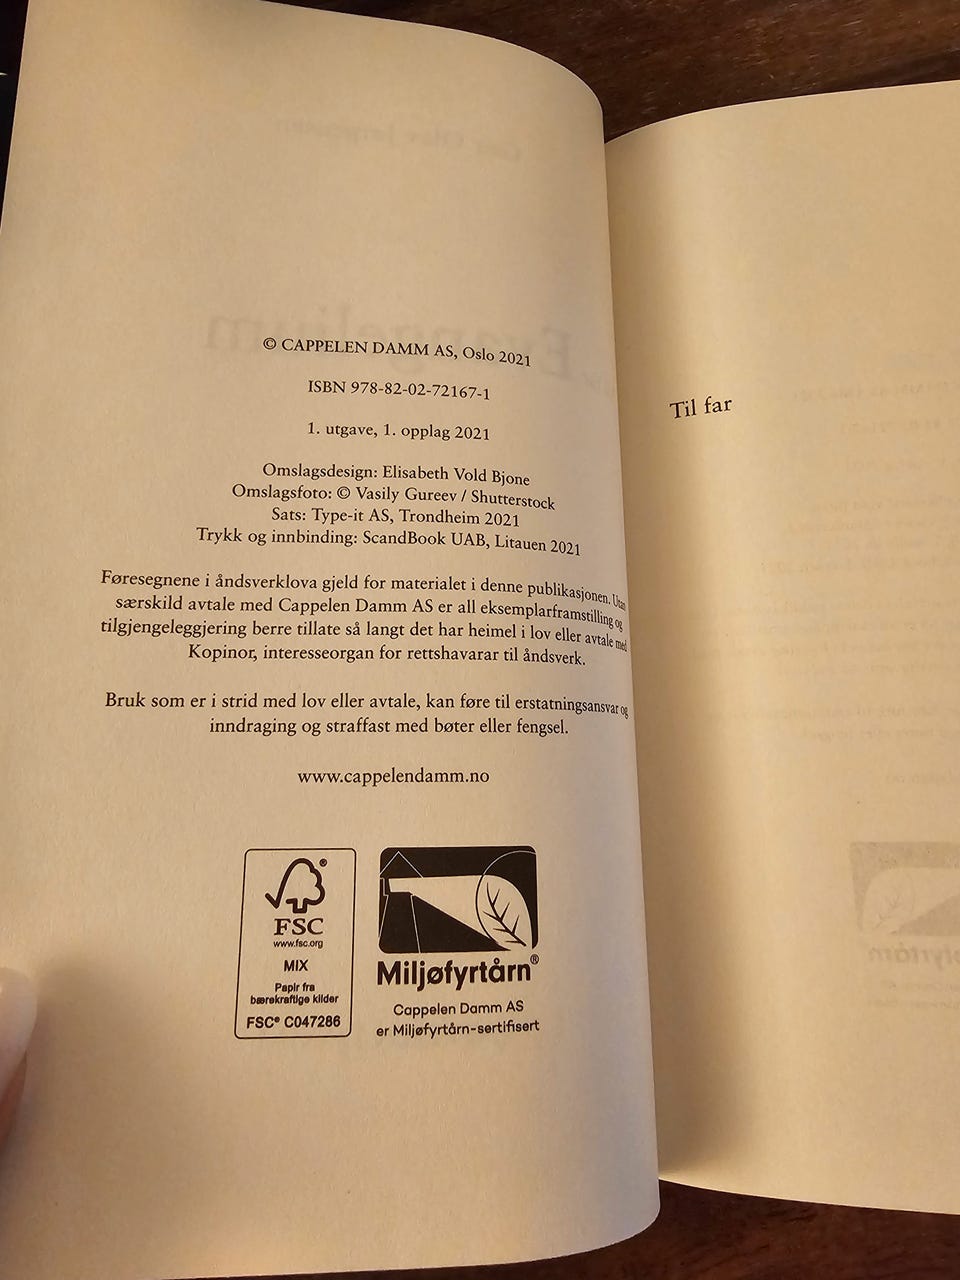 © CAPPELEN DAMM AS, Oslo 2021
ISBN 978-82-02-72167-1
1. utgave, 1. opplag 2021
Omslagsdesign: Elisabeth Vold Bjone
Omslagsfoto: © Vasily Gureev / Shutterstock
Sats: Type-it AS, Trondheim 2021
Trykk og innbinding: ScandBook UAB, Litauen 2021
Føresegnene i åndsverklova gjeld for materialet i denne publikasjonen. Utan
særskild avtale med Cappelen Damm AS er all eksemplarframstilling og
tilgjengeleggjering berre tillate så langt det har heimel i lov eller avtale med
Kopinor, interesseorgan for rettshavarar til åndsverk.
Bruk som er i strid med lov eller avtale, kan føre til erstatningsansvar og
inndraging og straffast med bøter eller fengsel.
www.cappelendamm.no
FSC®
www.fsc.org
MIX
Papir fra
bærekraftige kilder
FSC® C047286
Miljøfyrtårn®
Cappelen Damm AS
er Miljøfyrtårn-sertifisert
Til far